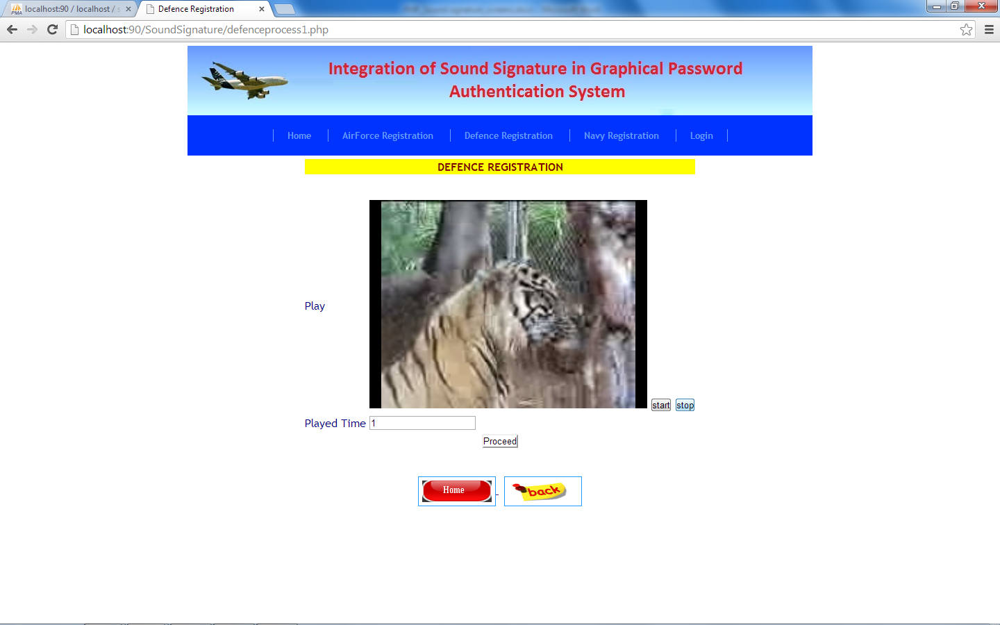 localhost:90 / localhost / s
Defence Registration
localhost:90/SoundSignature/defenceprocess1.php
Integration of Sound Signature in Graphical Password
Authentication System
Home
AirForce Registration
Defence Registration
Navy Registration
Login
DEFENCE REGISTRATION
Play
start stop
Played Time 1
Proceed
Home
back